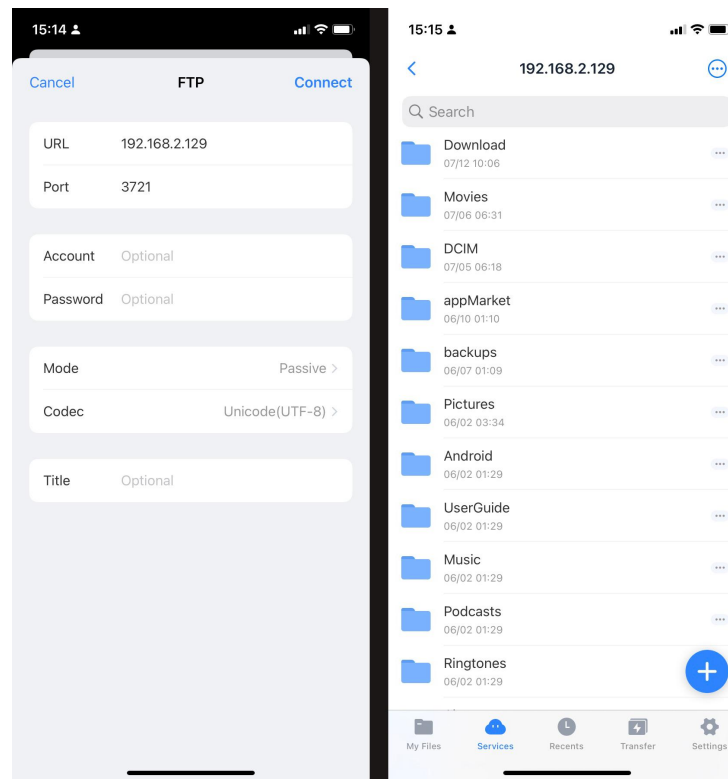 15:14
Cancel
FTP
Connect
URL
192.168.2.129
Port
3721
Account
Optional
Password
Optional
Mode
Passive >
Codec
Unicode(UTF-8) >
Title
Optional
15:15
192.168.2.129
Search
Download
07/12 10:06
Movies
07/06 06:31
DCIM
07/05 06:18
appMarket
06/10 01:10
backups
06/07 01:09
Pictures
06/02 03:34
Android
06/02 01:29
UserGuide
06/02 01:29
Music
06/02 01:29
Podcasts
06/02 01:29
Ringtones
06/02 01:29
My Files
Services
Recents
Transfer
Settings